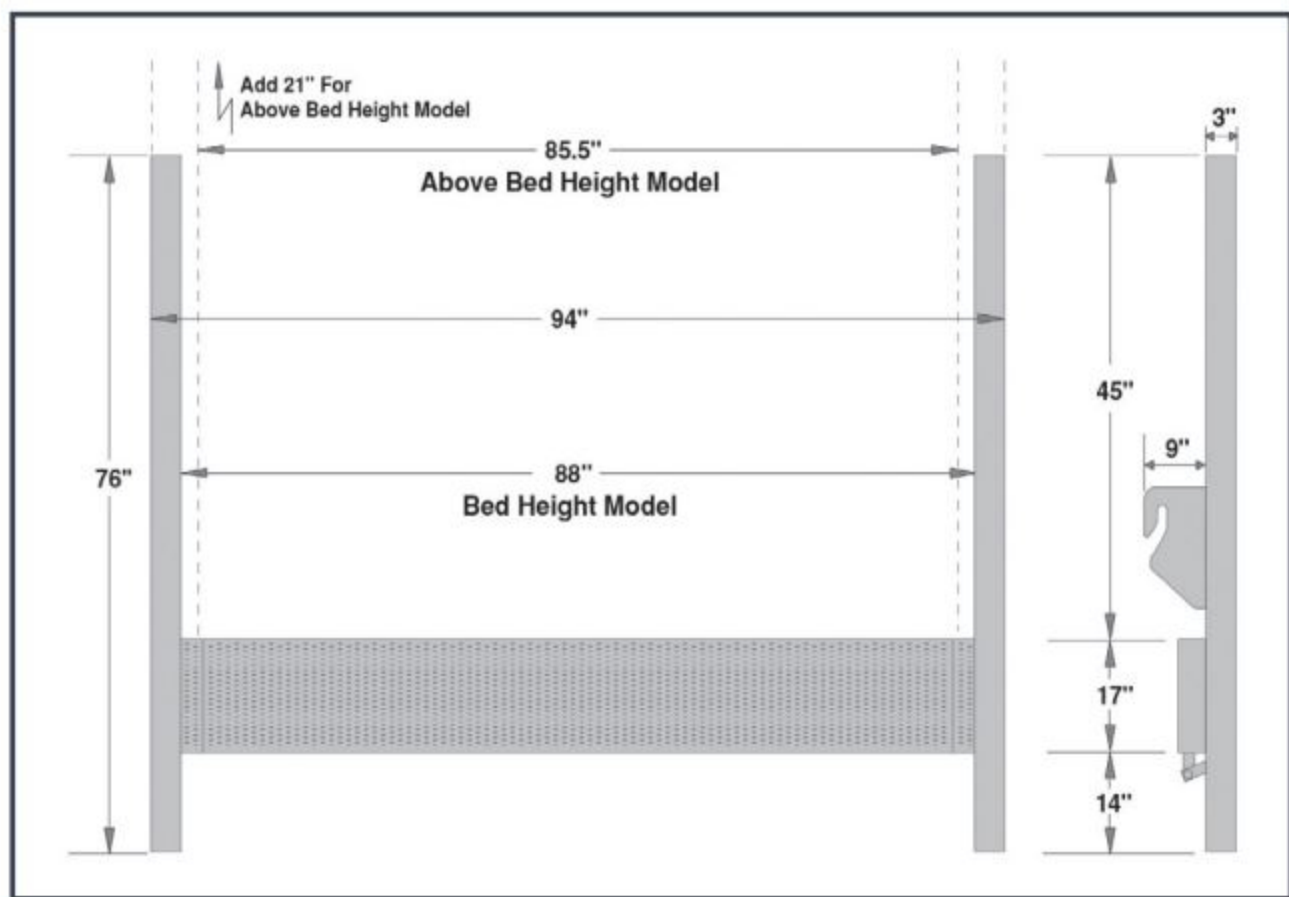 Add 21" For
Above Bed Height Model
3"
85.5"
Above Bed Height Model
94"
45"
9"
76"
88"
Bed Height Model
17"
14"